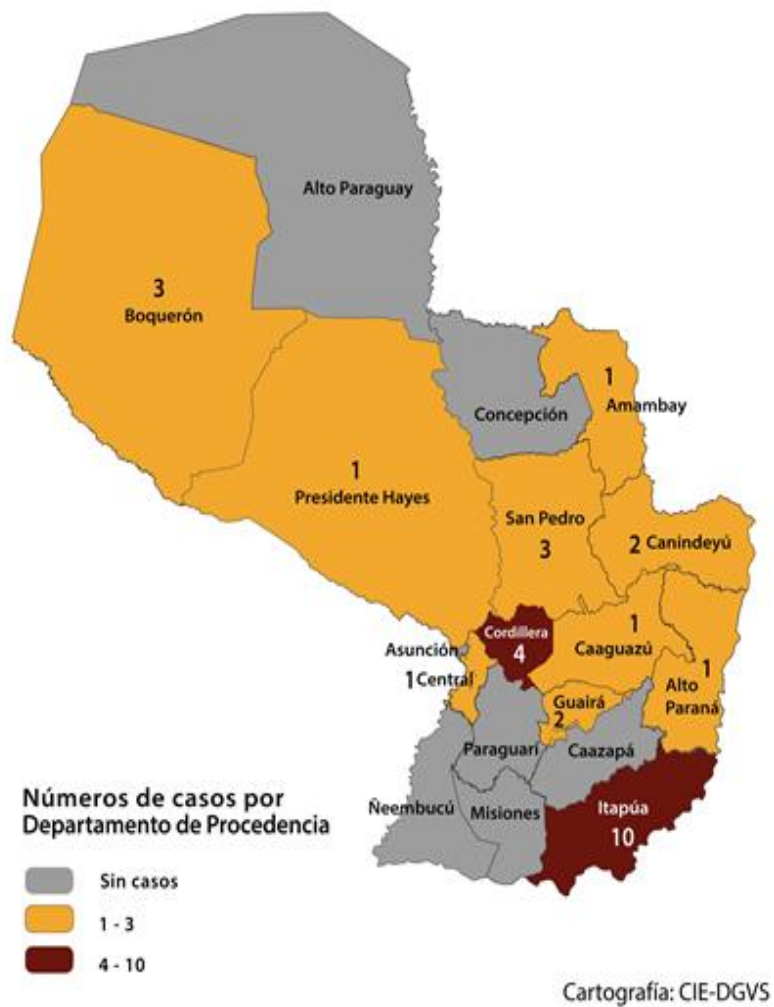 Alto Paraguay
3
Boquerón
1
Amambay
Concepción
1
Presidente Hayes
San Pedro
3
2 Canindeyú
Cordillera
4
1
Caaguazú
Asunción
1 Central
1
Alto
Paraná
Guairá
2
Paraguarí
Caazapá
Ñeembucú
Misiones
Itapúa
10
Números de casos por
Departamento de Procedencia
Sin casos
1 - 3
4 - 10
Cartografía: CIE-DGVS